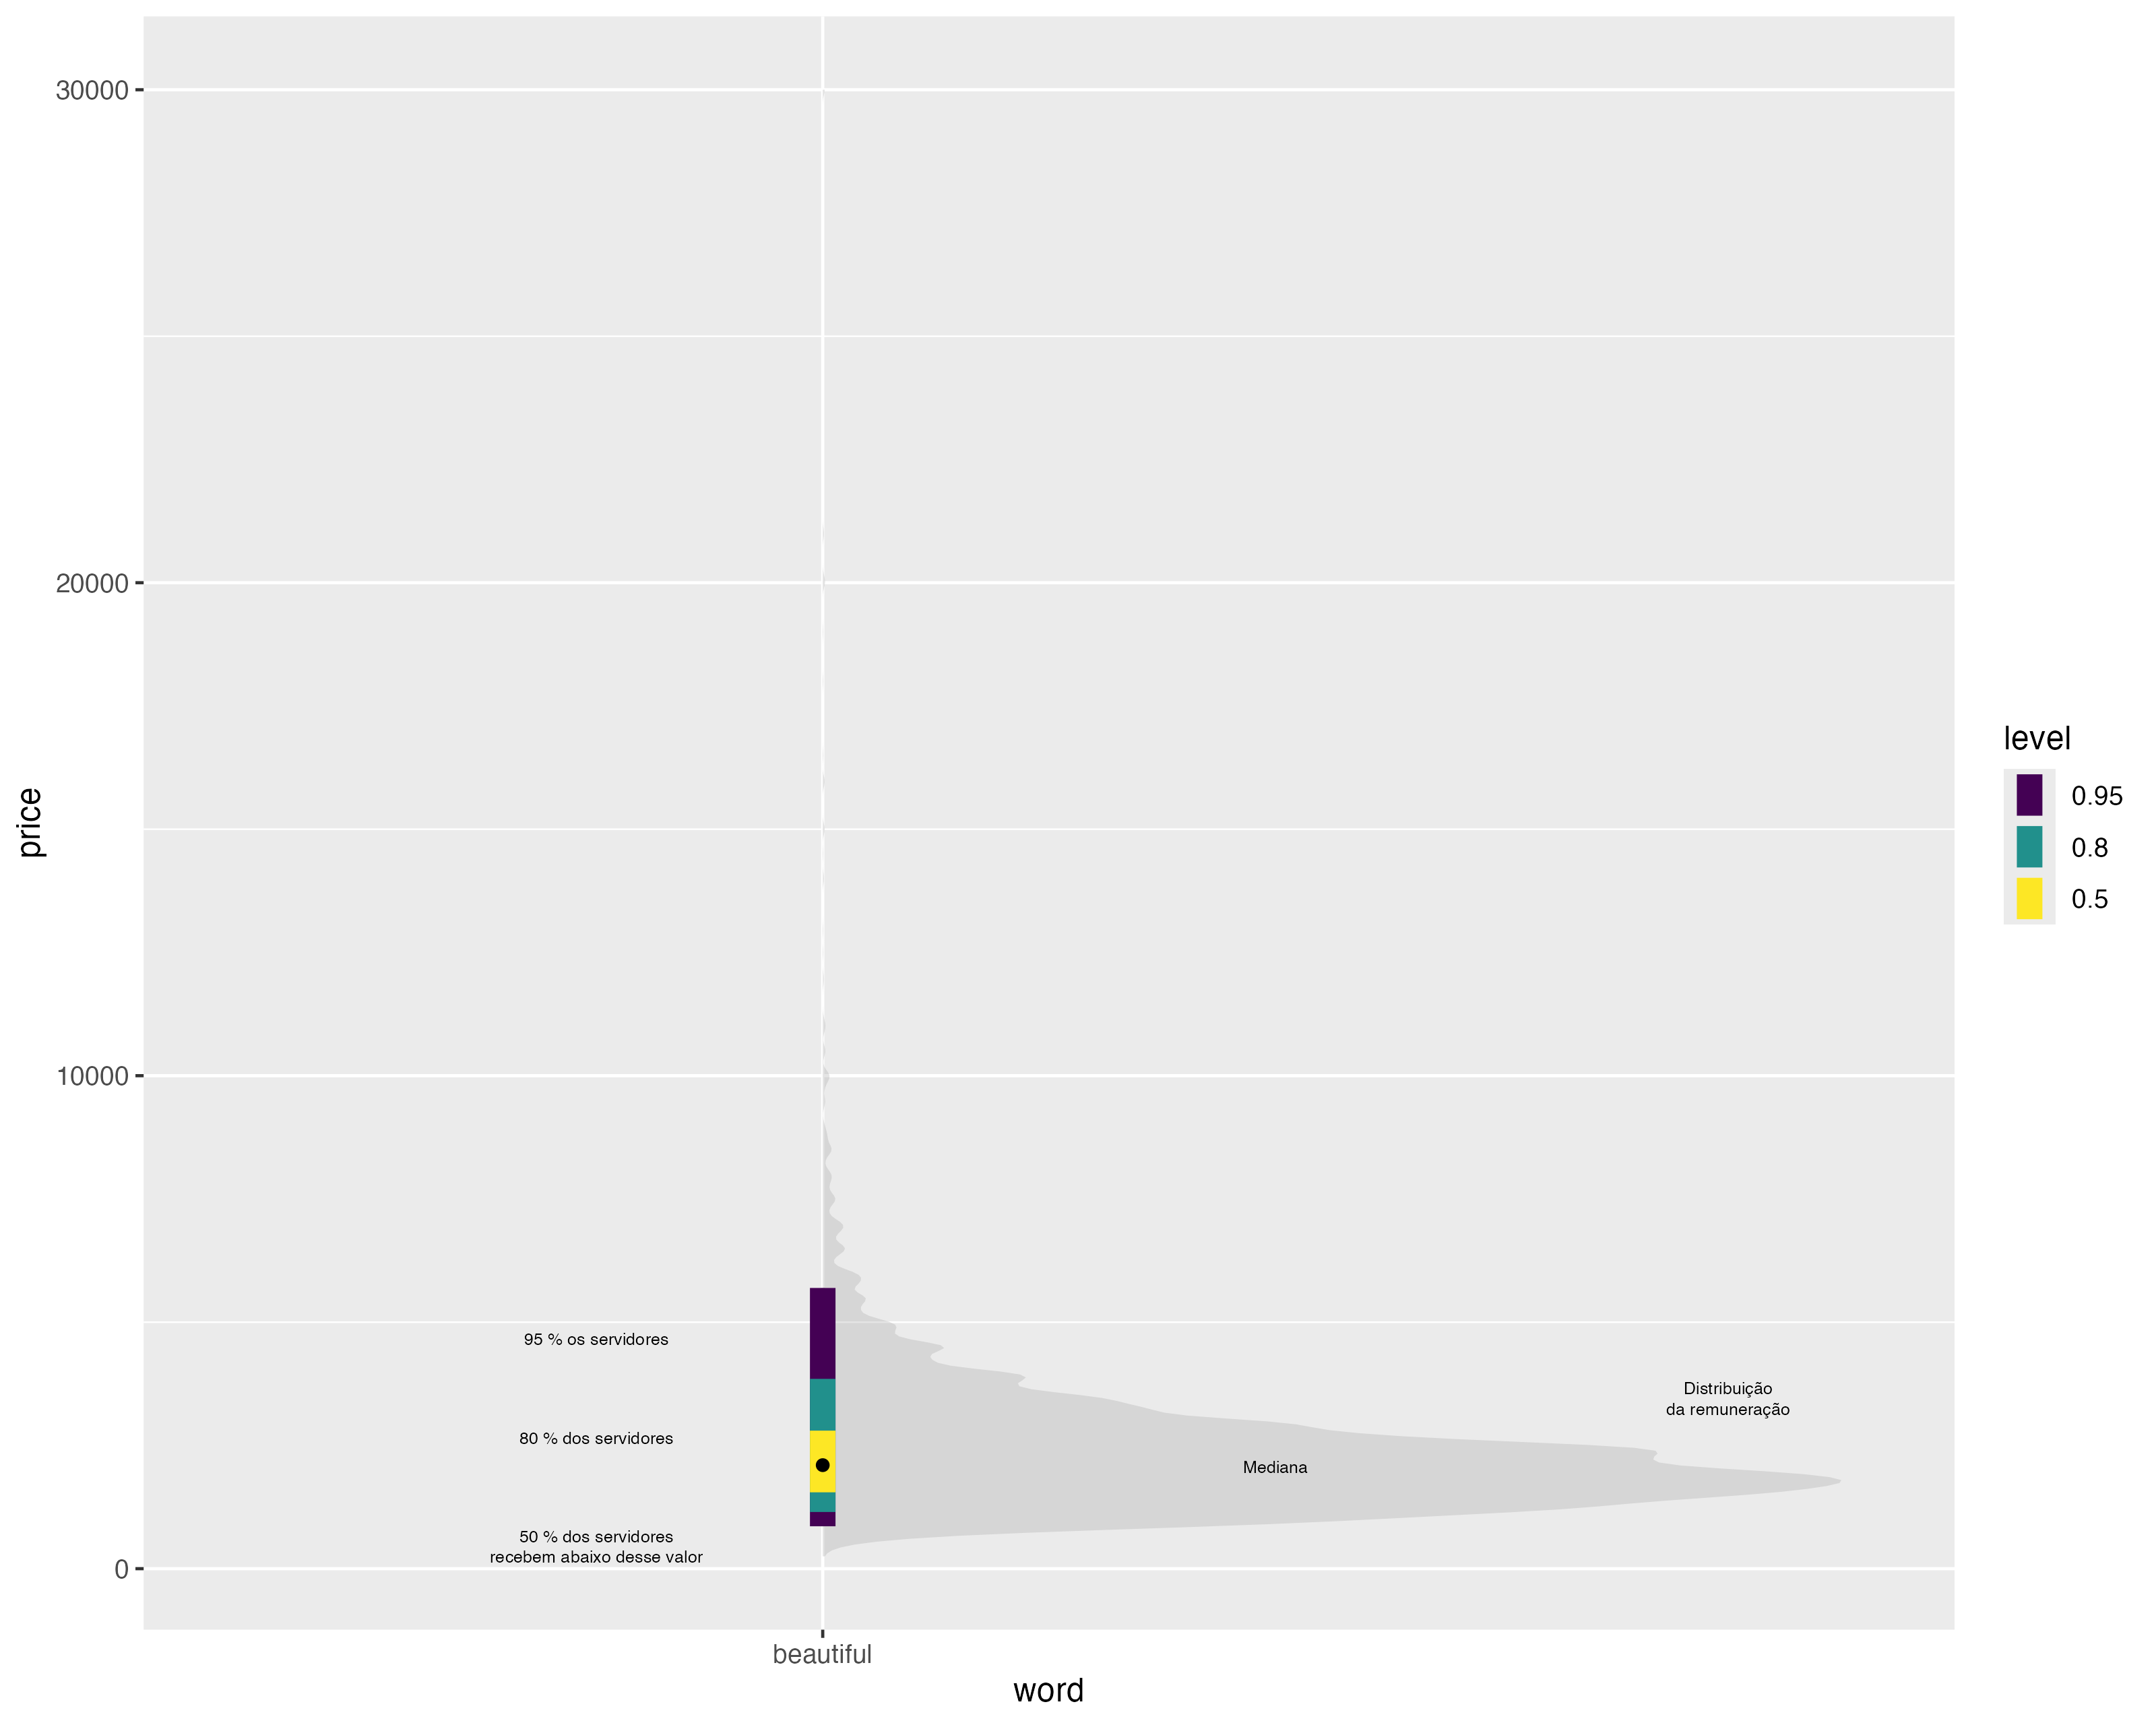 30000
20000
10000
0
price
95 % os servidores
80 % dos servidores
50 % dos servidores
recebem abaixo desse valor
Mediana
Distribuição
da remuneração
beautiful
word
level
0.95
0.8
0.5